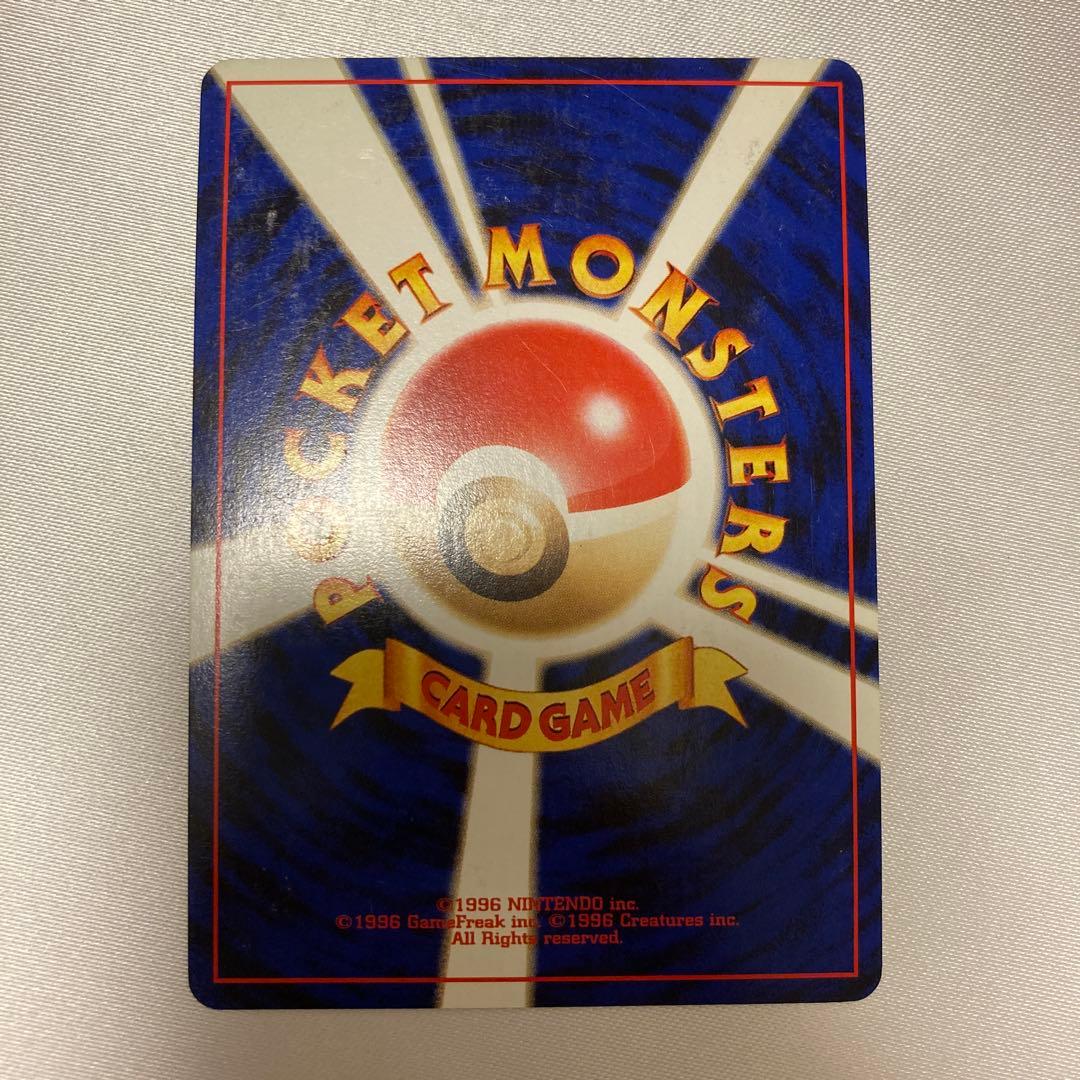 POCKET MONSTERS
CARD GAME
©1996 NINTENDO inc.
©1996 GameFreak inc. ©1996 Creatures inc.
All Rights reserved.